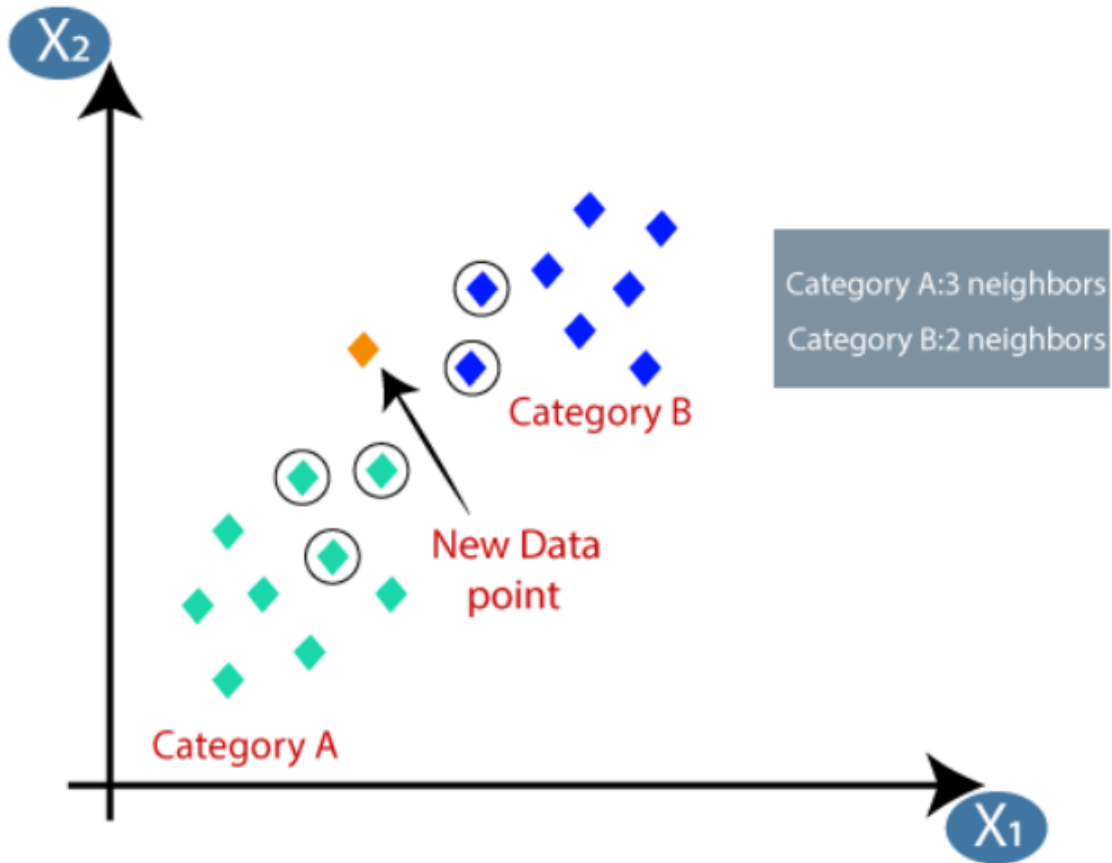 X₂
Category A:3 neighbors
Category B:2 neighbors
Category B
New Data
point
Category A
X₁